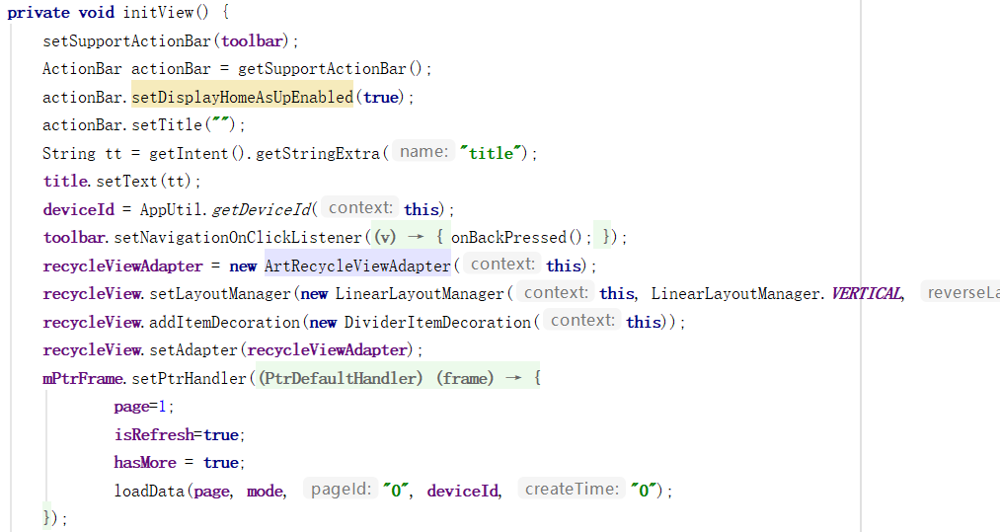 private void initView() {
setSupportActionBar(toolbar);
ActionBar actionBar = getSupportActionBar();
actionBar.setDisplayHomeAsUpEnabled(true);
actionBar.setTitle("");
String tt = getIntent().getStringExtra( name: "title");
title.setText(tt);
deviceId = AppUtil.getDeviceId( context: this);
toolbar.setNavigationOnClickListener((v) → { onBackPressed(); });
recycleViewAdapter = new ArtRecycleViewAdapter( context: this);
recycleView.setLayoutManager(new LinearLayoutManager( context: this, LinearLayoutManager.VERTICAL, reverseLa
recycleView.addItemDecoration(new DividerItemDecoration( context: this));
recycleView.setAdapter(recycleViewAdapter);
mPtrFrame.setPtrHandler((PtrDefaultHandler) (frame) → {
page=1;
isRefresh=true;
hasMore = true;
loadData(page, mode, pageId: "0", deviceId, createTime: "0");
});